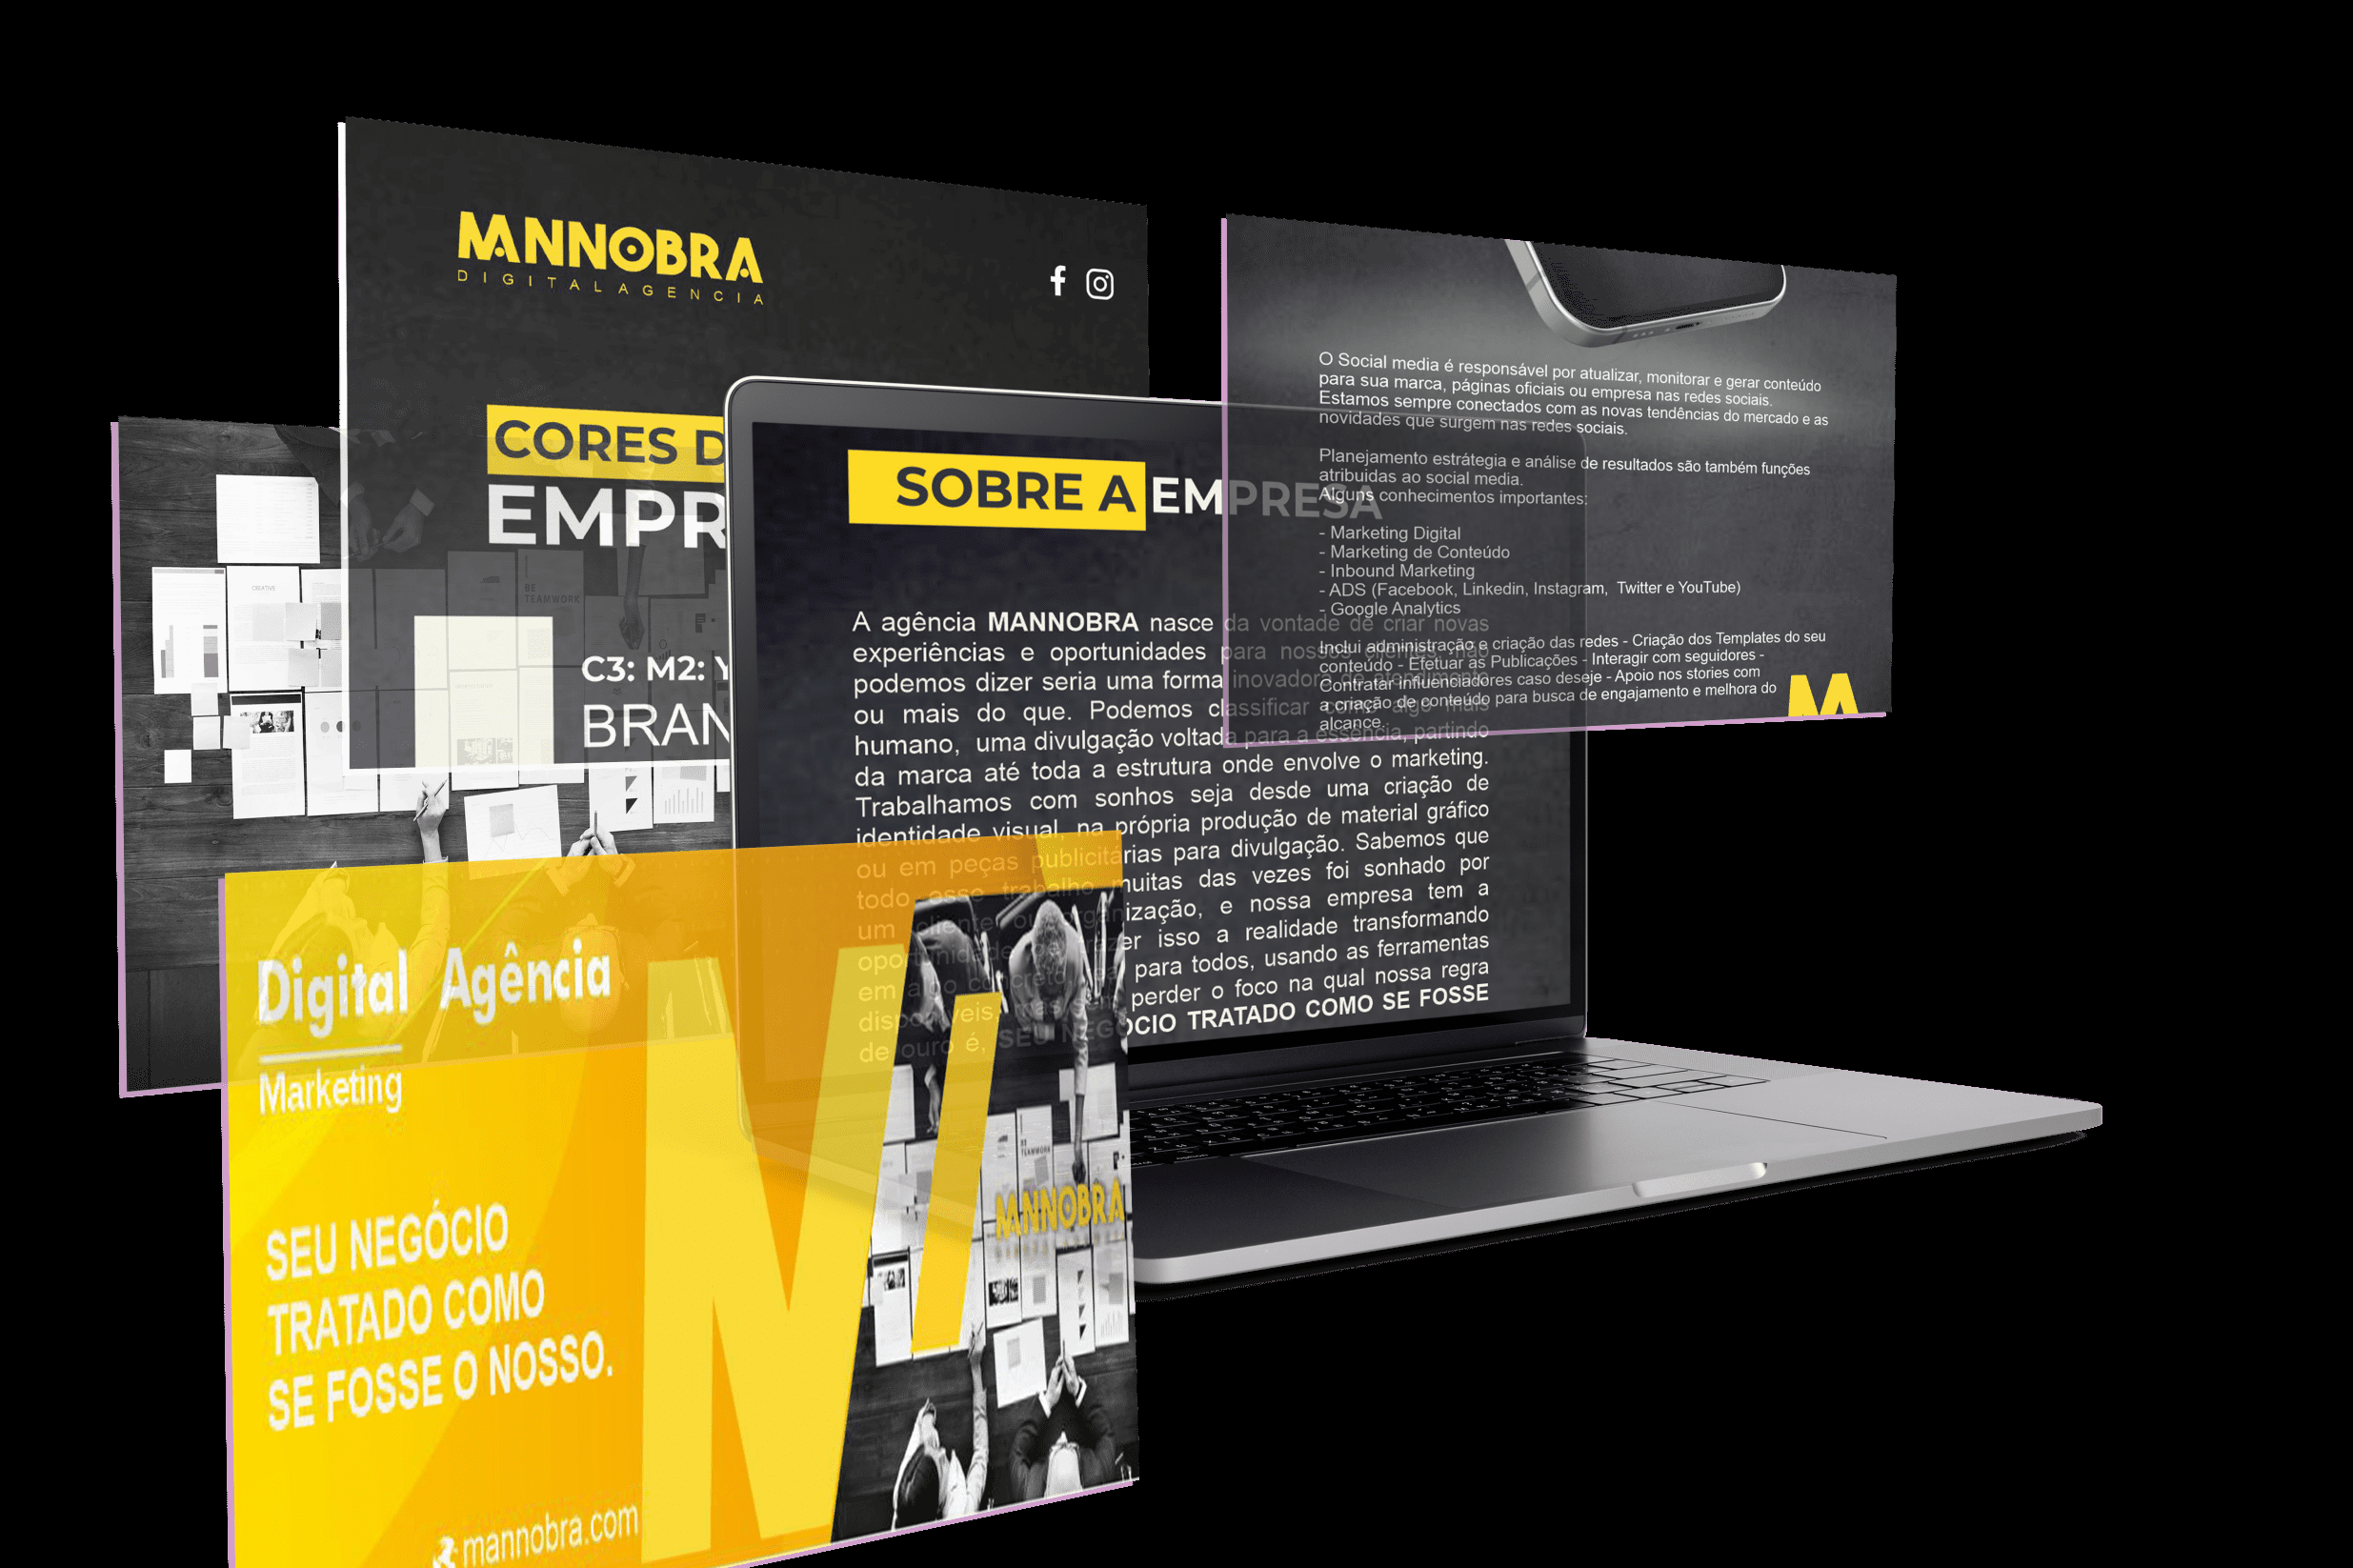 MANNOBRA
DIGITAL AGENCIA
CORES D
EMPR
C3: M2: Y
BRAN
CREATIVE
BE
TEAMWORK
SOBRE A EMPRESA
A agência MANNOBRA nasce da vontade de criar novas
experiências e oportunidades para nossos clientes, não
podemos dizer seria uma forma inovadora de atendimento
ou mais do que. Podemos classificar como algo mais
humano, uma divulgação voltada para a essência, partindo
da marca até toda a estrutura onde envolve o marketing.
Trabalhamos com sonhos seja desde uma criação de
identidade visual, na própria produção de material gráfico
ou em peças publicitárias para divulgação. Sabemos que
todo esse trabalho muitas das vezes foi sonhado por
um cliente ou organização, e nossa empresa tem a
oportunidade de trazer isso a realidade transformando
em algo concreto para todos, usando as ferramentas
disponíveis, perder o foco na qual nossa regra
de ouro é, SEU NEGÓCIO TRATADO COMO SE FOSSE
O Social media é responsável por atualizar, monitorar e gerar conteúdo
para sua marca, páginas oficiais ou empresa nas redes sociais.
Estamos sempre conectados com as novas tendências do mercado e as
novidades que surgem nas redes sociais.
Planejamento estrátegia e análise de resultados são também funções
atribuidas ao social media.
Alguns conhecimentos importantes:
- Marketing Digital
- Marketing de Conteúdo
- Inbound Marketing
- ADS (Facebook, Linkedin, Instagram, Twitter e YouTube)
- Google Analytics
Inclui administração e criação das redes - Criação dos Templates do seu
conteúdo - Efetuar as Publicações - Interagir com seguidores -
Contratar influenciadores caso deseje - Apoio nos stories com
a criação de conteúdo para busca de engajamento e melhora do
alcance.
M
Digital Agência
Marketing
SEU NEGÓCIO
TRATADO COMO
SE FOSSE O NOSSO.
mannobra.com
M
BE
TEAMWORK
MANNOBRA